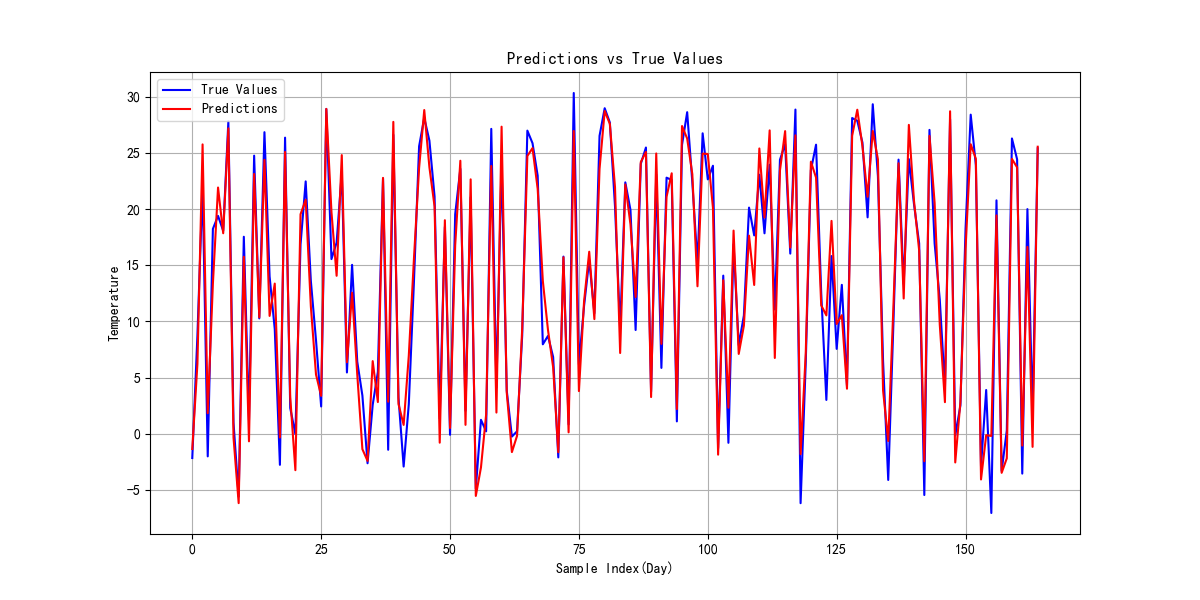 Predictions vs True Values
True Values
Predictions
30
25
20
15
10
5
0
−5
Temperature
0 25 50 75 100 125 150
Sample Index(Day)